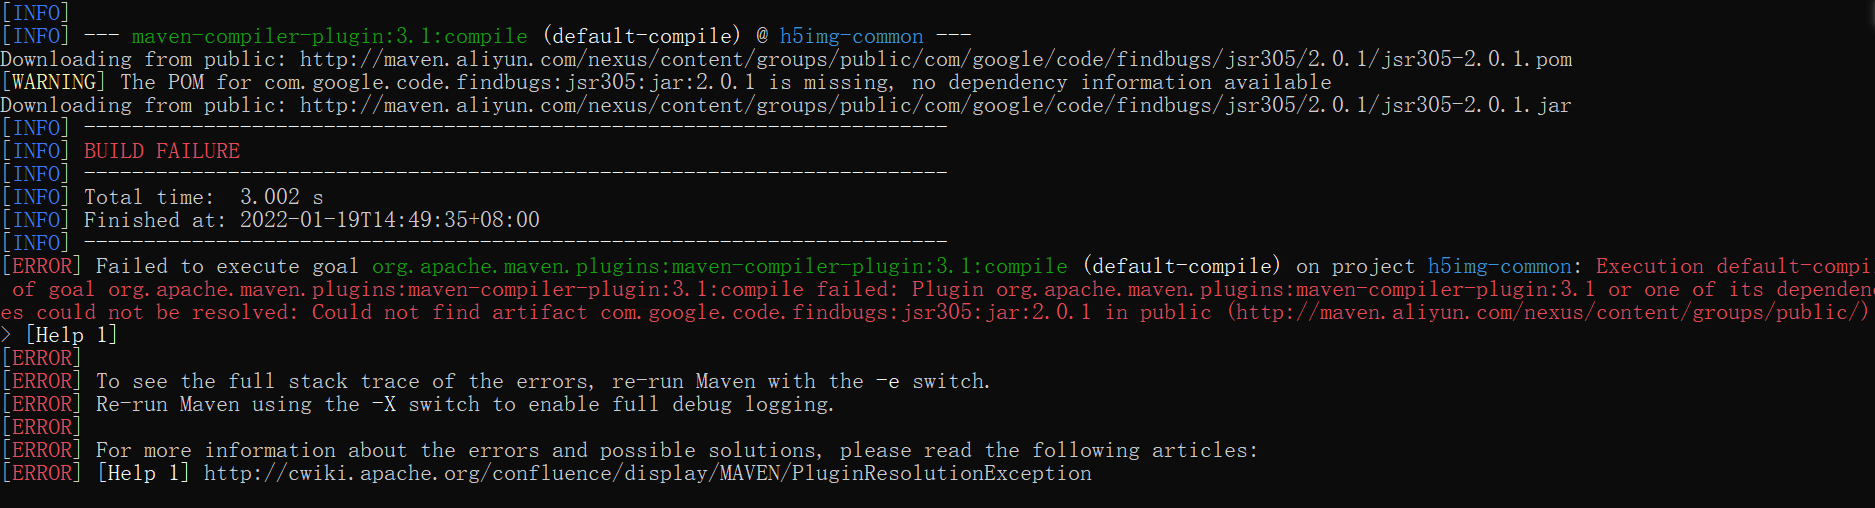 [INFO]
[INFO] --- maven-compiler-plugin:3.1:compile (default-compile) @ h5img-common ---
Downloading from public: http://maven.aliyun.com/nexus/content/groups/public/com/google/code/findbugs/jsr305/2.0.1/jsr305-2.0.1.pom
[WARNING] The POM for com.google.code.findbugs:jsr305:jar:2.0.1 is missing, no dependency information available
Downloading from public: http://maven.aliyun.com/nexus/content/groups/public/com/google/code/findbugs/jsr305/2.0.1/jsr305-2.0.1.jar
[INFO] ------------------------------------------------------------------------
[INFO] BUILD FAILURE
[INFO] ------------------------------------------------------------------------
[INFO] Total time:  3.002 s
[INFO] Finished at: 2022-01-19T14:49:35+08:00
[INFO] ------------------------------------------------------------------------
[ERROR] Failed to execute goal org.apache.maven.plugins:maven-compiler-plugin:3.1:compile (default-compile) on project h5img-common: Execution default-compi
of goal org.apache.maven.plugins:maven-compiler-plugin:3.1:compile failed: Plugin org.apache.maven.plugins:maven-compiler-plugin:3.1 or one of its dependen
es could not be resolved: Could not find artifact com.google.code.findbugs:jsr305:jar:2.0.1 in public (http://maven.aliyun.com/nexus/content/groups/public/)
> [Help 1]
[ERROR]
[ERROR] To see the full stack trace of the errors, re-run Maven with the -e switch.
[ERROR] Re-run Maven using the -X switch to enable full debug logging.
[ERROR]
[ERROR] For more information about the errors and possible solutions, please read the following articles:
[ERROR] [Help 1] http://cwiki.apache.org/confluence/display/MAVEN/PluginResolutionException